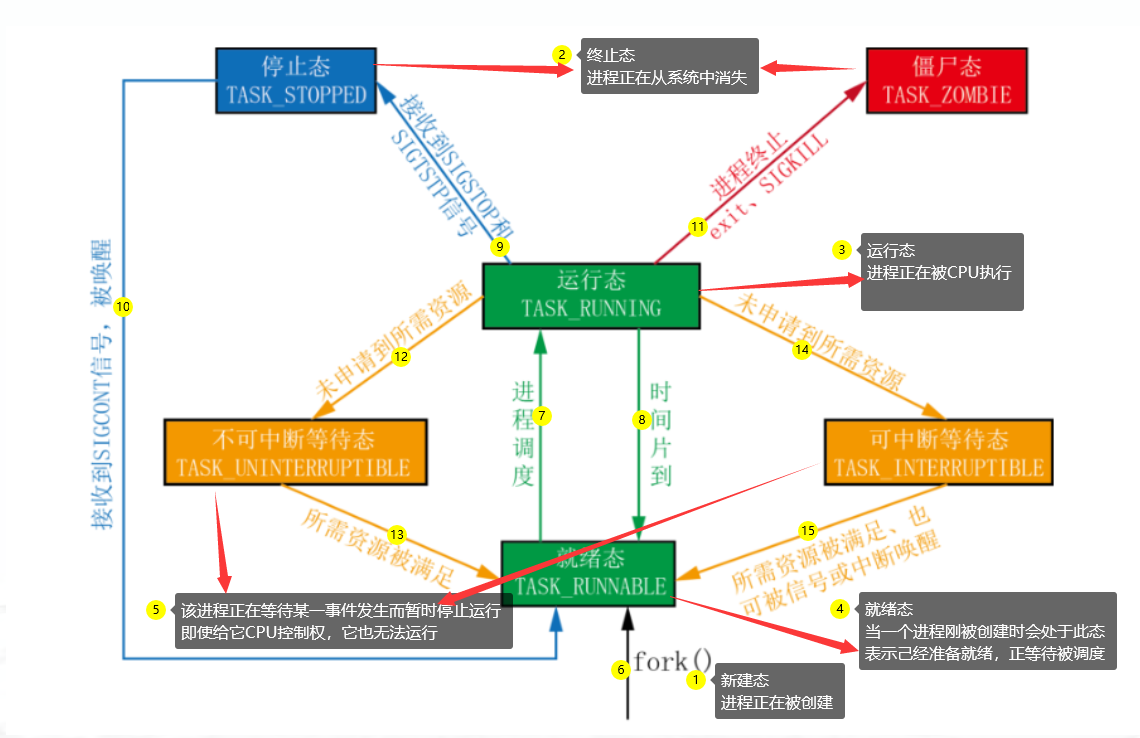 停止态
TASK_STOPPED
2
终止态
进程正在从系统中消失
僵尸态
TASK_ZOMBIE
接收到SIGSTOP和
SIGTSTP信号
9
进程终止
exit、SIGKILL
11
3
运行态
进程正在被CPU执行
运行态
TASK_RUNNING
接收到SIGCONT信号，被唤醒
10
未申请到所需资源
12
未申请到所需资源
14
进程调度
7
时间片到
8
不可中断等待态
TASK_UNINTERRUPTIBLE
可中断等待态
TASK_INTERRUPTIBLE
所需资源被满足
13
所需资源被满足、也
可被信号或中断唤醒
15
就绪态
TASK_RUNNABLE
5
该进程正在等待某一事件发生而暂时停止运行
即使给它CPU控制权，它也无法运行
4
就绪态
当一个进程刚被创建时会处于此态
表示己经准备就绪，正等待被调度
6
fork()
1
新建态
进程正在被创建